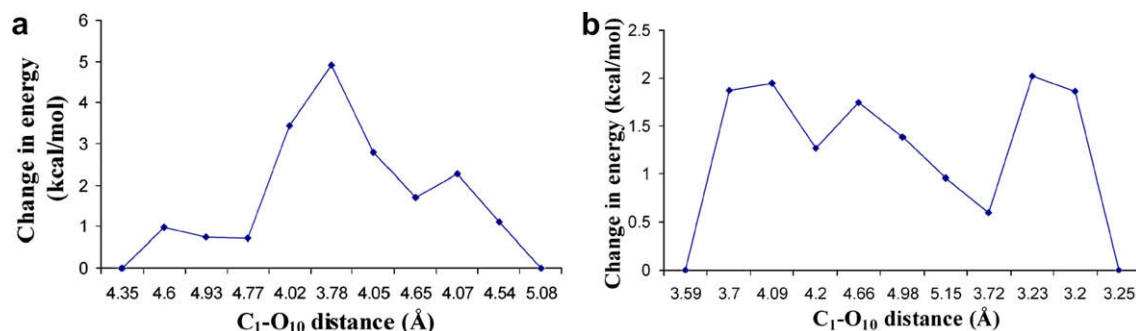 a
Change in energy
(kcal/mol)
6
5
4
3
2
1
0
4.35 4.6 4.93 4.77 4.02 3.78 4.05 4.65 4.07 4.54 5.08
C₁-O₁₀ distance (Å)
b
Change in energy (kcal/mol)
2.5
2
1.5
1
0.5
0
3.59 3.7 4.09 4.2 4.66 4.98 5.15 3.72 3.23 3.2 3.25
C₁-O₁₀ distance (Å)